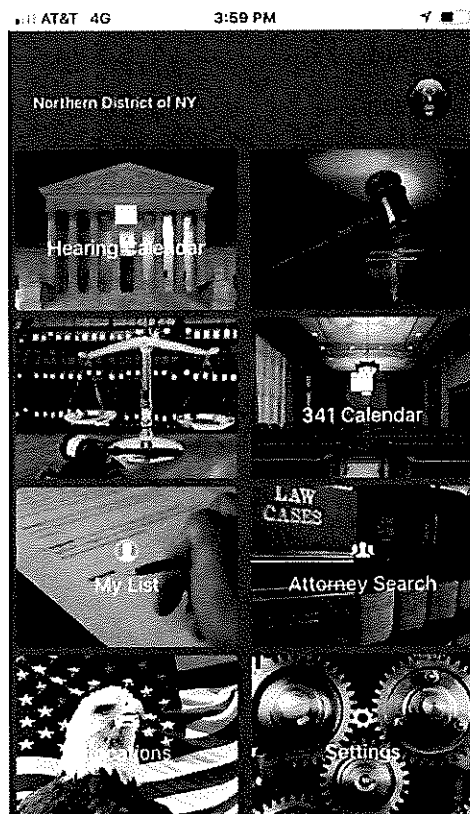 AT&T 4G 3:59 PM
Northern District of NY
Hearing Calendar
341 Calendar
LAW
CASES
My List
Attorney Search
Settings